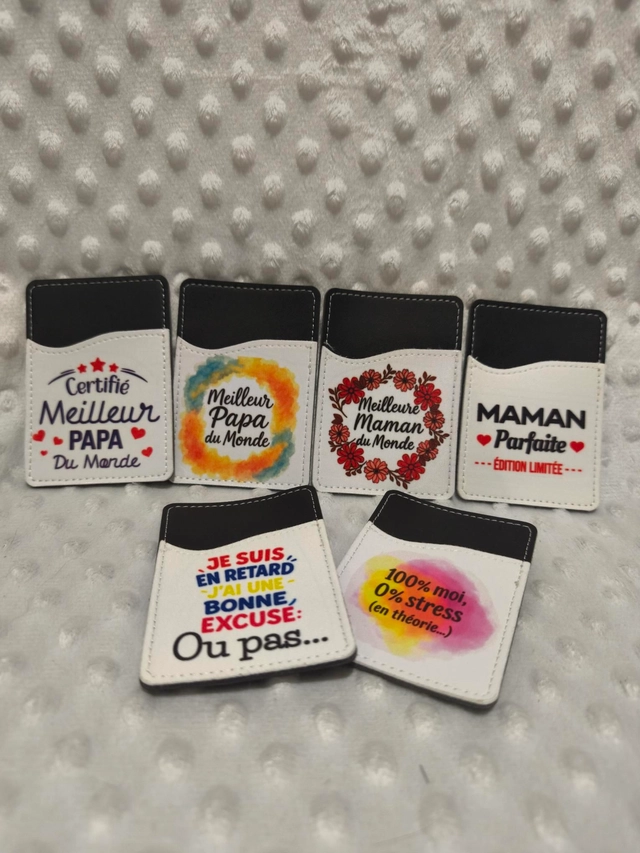 Certifié
Meilleur
PAPA
Du Monde
Meilleur
Papa
du Monde
Meilleure
Maman
du Monde
MAMAN
Parfaite
--- ÉDITION LIMITÉE ---
JE SUIS
EN RETARD
- J'AI UNE -
BONNE
EXCUSE:
Ou pas...
100% moi,
0% stress
(en théorie...)